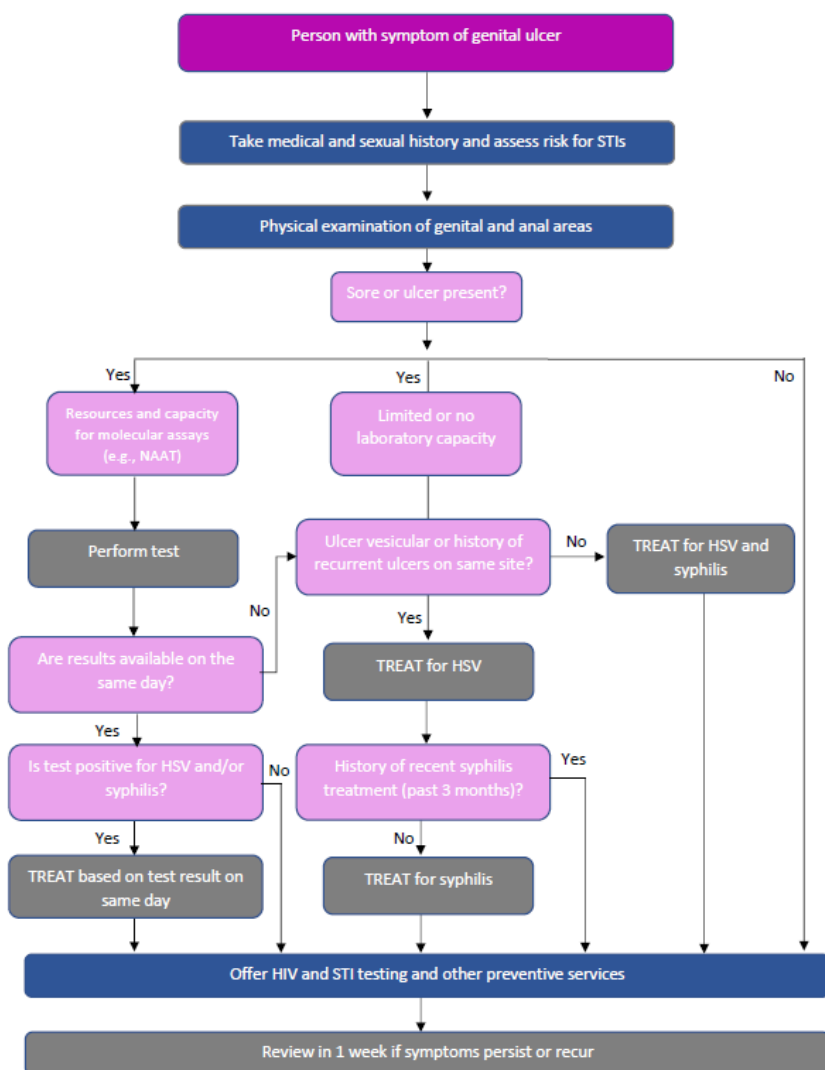 Person with symptom of genital ulcer
Take medical and sexual history and assess risk for STIs
Physical examination of genital and anal areas
Sore or ulcer present?
Yes
Yes
No
Resources and capacity
for molecular assays
(e.g., NAAT)
Limited or no
laboratory capacity
Perform test
Ulcer vesicular or history of
recurrent ulcers on same site?
No
TREAT for HSV and
syphilis
No
Yes
Are results available on the
same day?
TREAT for HSV
Yes
Is test positive for HSV and/or
syphilis?
No
History of recent syphilis
treatment (past 3 months)?
Yes
Yes
No
TREAT based on test result on
same day
TREAT for syphilis
Offer HIV and STI testing and other preventive services
Review in 1 week if symptoms persist or recur